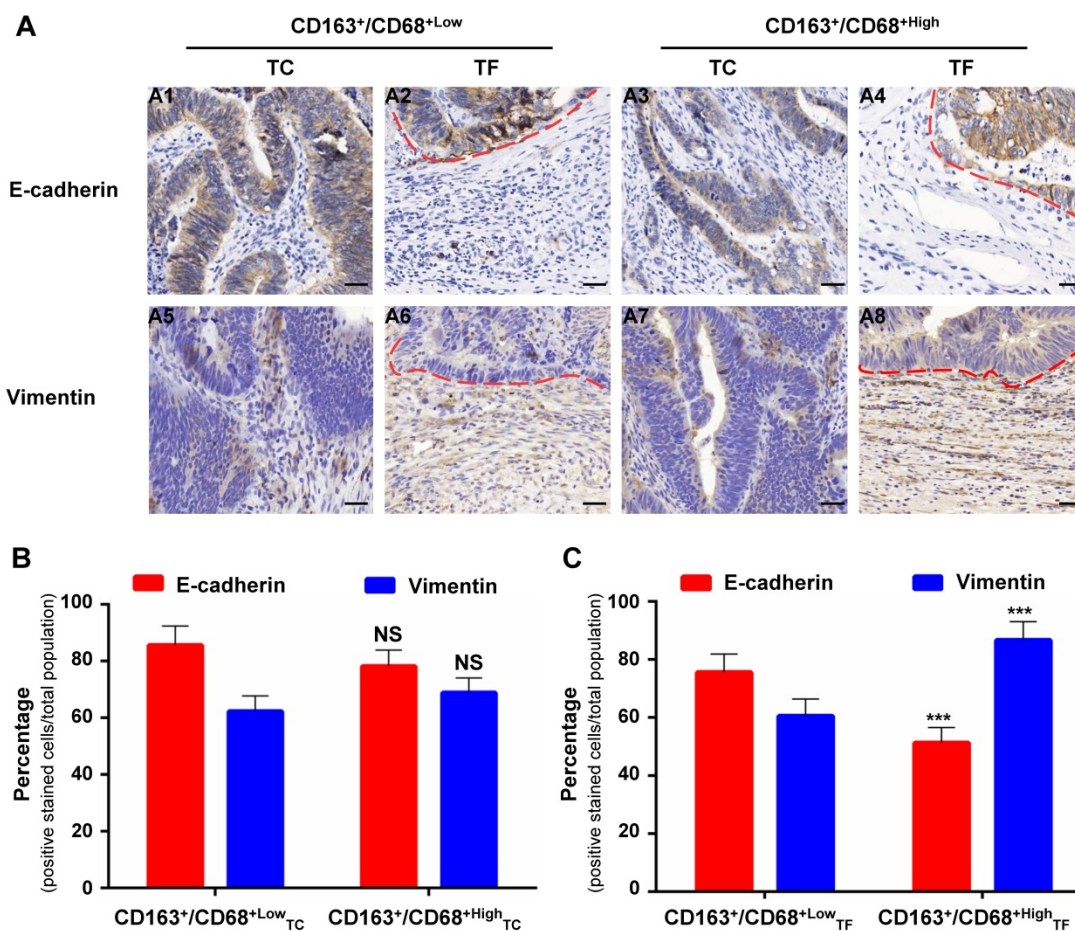 A
CD163⁺/CD68⁺ᴸᵒʷ CD163⁺/CD68⁺ᴴⁱᵍʰ
TC TF TC TF
E-cadherin
A1 A2 A3 A4
Vimentin
A5 A6 A7 A8
B
E-cadherin Vimentin
Percentage
(positive stained cells/total population)
100
80
60
40
20
0
NS
NS
CD163⁺/CD68⁺ᴸᵒʷTC CD163⁺/CD68⁺ᴴⁱᵍʰTC
C
E-cadherin Vimentin
Percentage
(positive stained cells/total population)
100
80
60
40
20
0
***
***
CD163⁺/CD68⁺ᴸᵒʷTF CD163⁺/CD68⁺ᴴⁱᵍʰTF